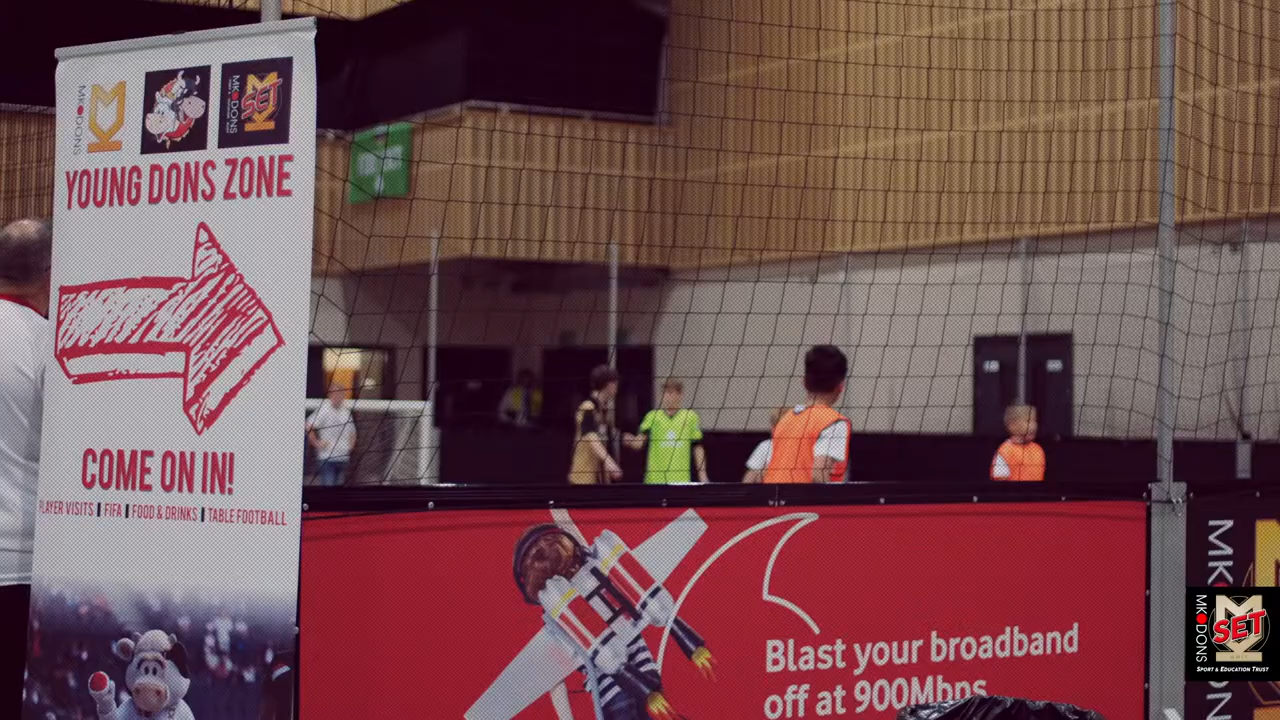 MK DONS
MK DONS
SET
YOUNG DONS ZONE
COME ON IN!
PLAYER VISITS | FIFA | FOOD & DRINKS | TABLE FOOTBALL
Blast your broadband
off at 900Mbps
MK DONS
SET
SPORT & EDUCATION TRUST